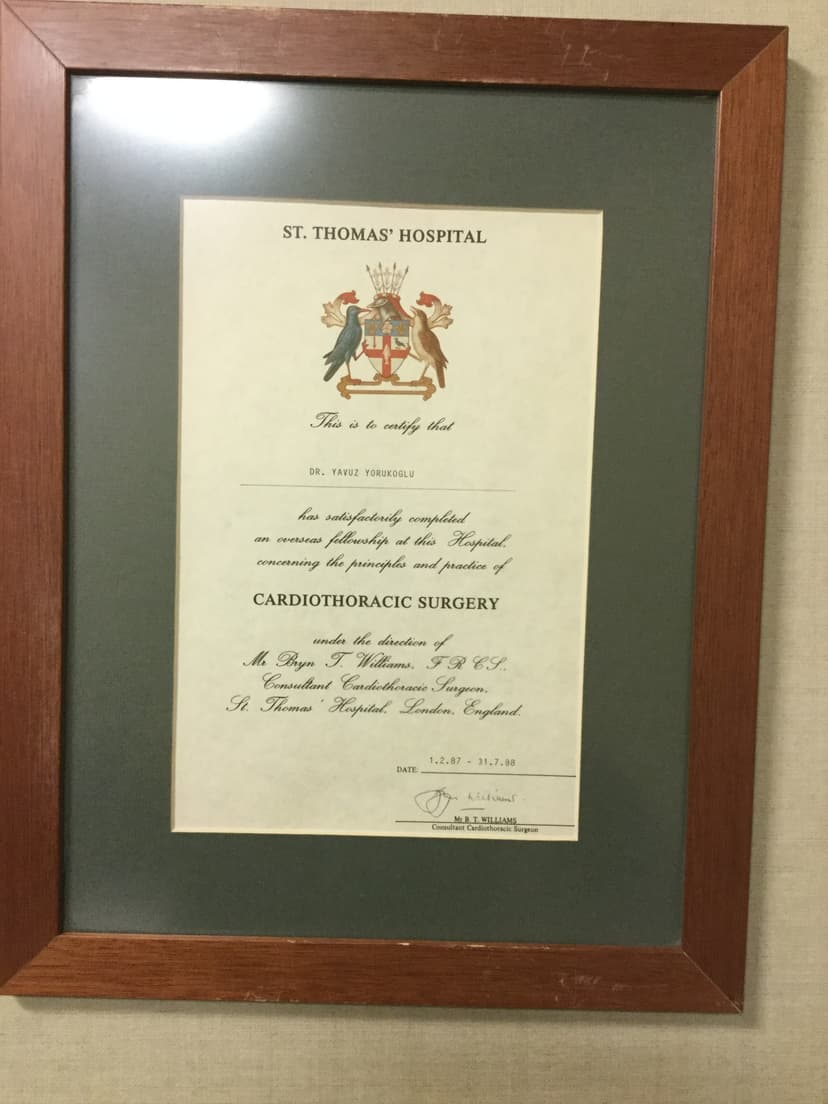 ST. THOMAS' HOSPITAL
This is to certify that
DR. YAVUZ YORUKOGLU
has satisfactorily completed
an overseas fellowship at this Hospital,
concerning the principles and practice of
CARDIOTHORACIC SURGERY
under the direction of
Mr Bryn T. Williams, F R C S.,
Consultant Cardiothoracic Surgeon,
St. Thomas' Hospital, London, England.
DATE: 1.2.87 - 31.7.88
Mr B. T. WILLIAMS
Consultant Cardiothoracic Surgeon